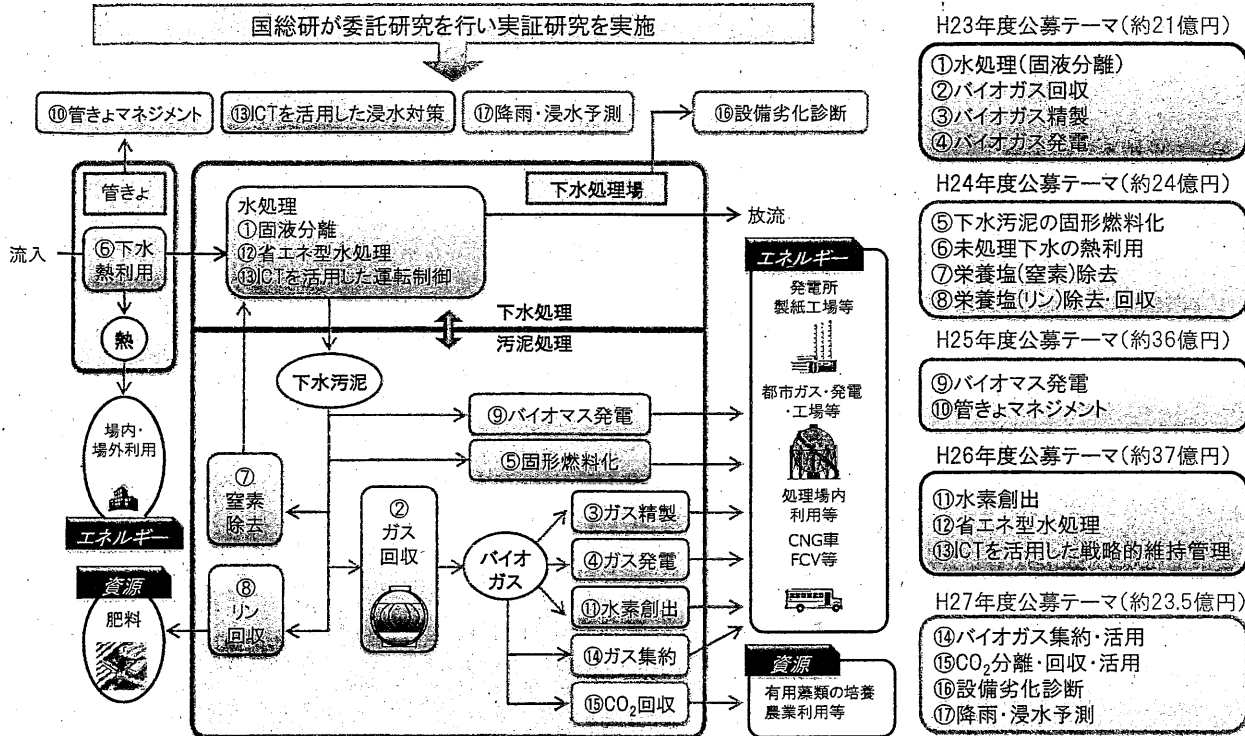 国総研が委託研究を行い実証研究を実施
⑩管きょマネジメント
⑬ICTを活用した浸水対策
⑰降雨・浸水予測
⑯設備劣化診断
管きょ
下水処理場
流入
⑥下水
熱利用
水処理
①固液分離
⑫省エネ型水処理
⑬ICTを活用した運転制御
放流
熱
下水処理
汚泥処理
下水汚泥
場内・
場外利用
エネルギー
資源
肥料
⑦
窒素
除去
⑧
リン
回収
②
ガス
回収
⑨バイオマス発電
⑤固形燃料化
バイオ
ガス
③ガス精製
④ガス発電
⑪水素創出
⑭ガス集約
⑮CO₂回収
エネルギー
発電所
製紙工場等
都市ガス・発電
・工場等
処理場内
利用等
CNG車
FCV等
資源
有用藻類の培養
農業利用等
H23年度公募テーマ(約21億円)
①水処理(固液分離)
②バイオガス回収
③バイオガス精製
④バイオガス発電
H24年度公募テーマ(約24億円)
⑤下水汚泥の固形燃料化
⑥未処理下水の熱利用
⑦栄養塩(窒素)除去
⑧栄養塩(リン)除去・回収
H25年度公募テーマ(約36億円)
⑨バイオマス発電
⑩管きょマネジメント
H26年度公募テーマ(約37億円)
⑪水素創出
⑫省エネ型水処理
⑬ICTを活用した戦略的維持管理
H27年度公募テーマ(約23.5億円)
⑭バイオガス集約・活用
⑮CO₂分離・回収・活用
⑯設備劣化診断
⑰降雨・浸水予測